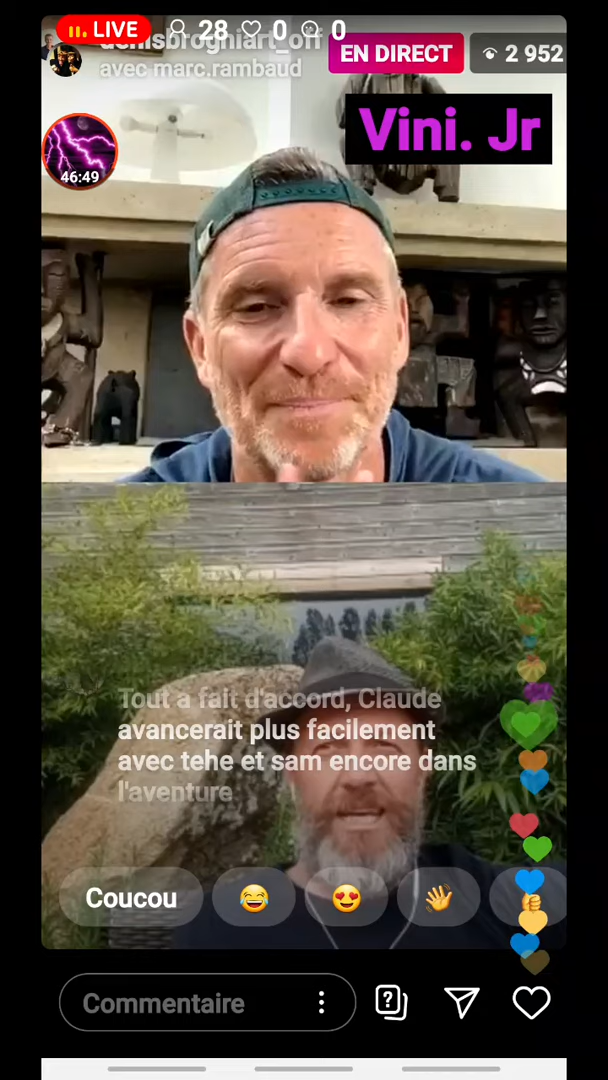 LIVE 28 0 0
denisbrogniart_off
avec marc.rambaud
EN DIRECT 2 952
Vini. Jr
46:49
Tout a fait d'accord, Claude
avancerait plus facilement
avec tehe et sam encore dans
l'aventure
Coucou
Commentaire